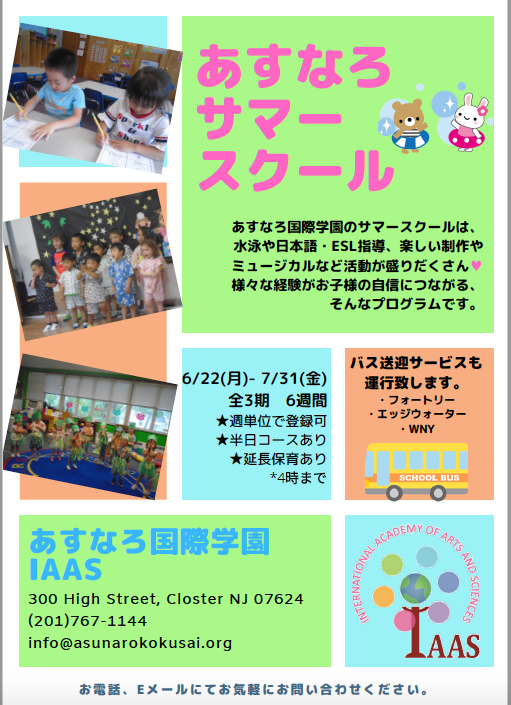 あすなろ
サマー
スクール
あすなろ国際学園のサマースクールは、
水泳や日本語・ESL指導、楽しい制作や
ミュージカルなど活動が盛りだくさん♥
様々な経験がお子様の自信につながる、
そんなプログラムです。
6/22(月)- 7/31(金)
全3期　6週間
★週単位で登録可
★半日コースあり
★延長保育あり
*4時まで
バス送迎サービスも
運行致します。
・フォートリー
・エッジウォーター
・WNY
SCHOOL BUS
あすなろ国際学園
IAAS
300 High Street, Closter NJ 07624
(201)767-1144
info@asunarokokusai.org
INTERNATIONAL ACADEMY OF ARTS AND SCIENCES
IAAS
お電話、Eメールにてお気軽にお問い合わせください。